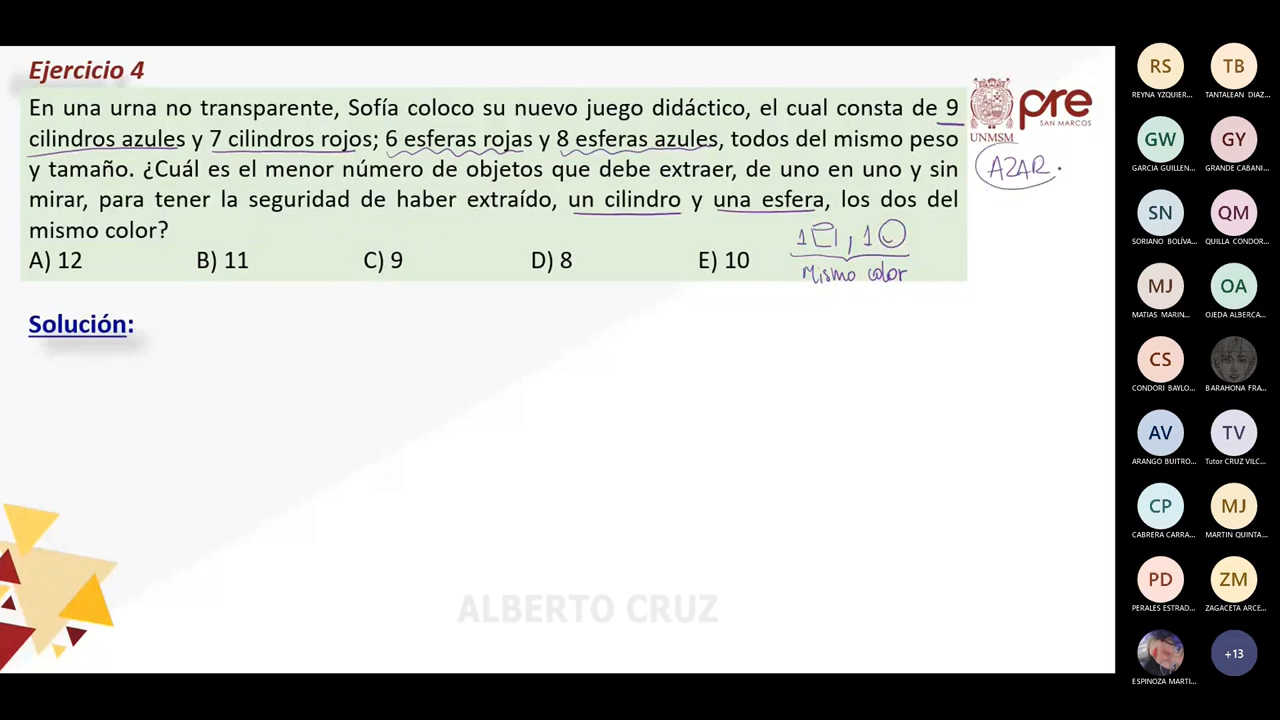 Ejercicio 4
En una urna no transparente, Sofía coloco su nuevo juego didáctico, el cual consta de 9
cilindros azules y 7 cilindros rojos; 6 esferas rojas y 8 esferas azules, todos del mismo peso
y tamaño. ¿Cuál es el menor número de objetos que debe extraer, de uno en uno y sin
mirar, para tener la seguridad de haber extraído, un cilindro y una esfera, los dos del
mismo color?
A) 12 B) 11 C) 9 D) 8 E) 10
UNMSM
pre
SAN MARCOS
AZAR.
1 , 1
Mismo color
Solución:
ALBERTO CRUZ
RS
REYNA YZQUIER...
TB
TANTALEAN DIAZ...
GW
GARCIA GUILLEN...
GY
GRANDE CABANI...
SN
SORIANO BOLÍVA...
QM
QUILLA CONDOR...
MJ
MATIAS MARIN...
OA
OJEDA ALBERCA...
CS
CONDORI BAYLO...
BARAHONA FRA...
AV
ARANGO BUITRO...
TV
Tutor CRUZ VILC...
CP
CABRERA CARRA...
MJ
MARTIN QUINTA...
PD
PERALES ESTRAD...
ZM
ZAGACETA ARCE...
ESPINOZA MARTI...
+13